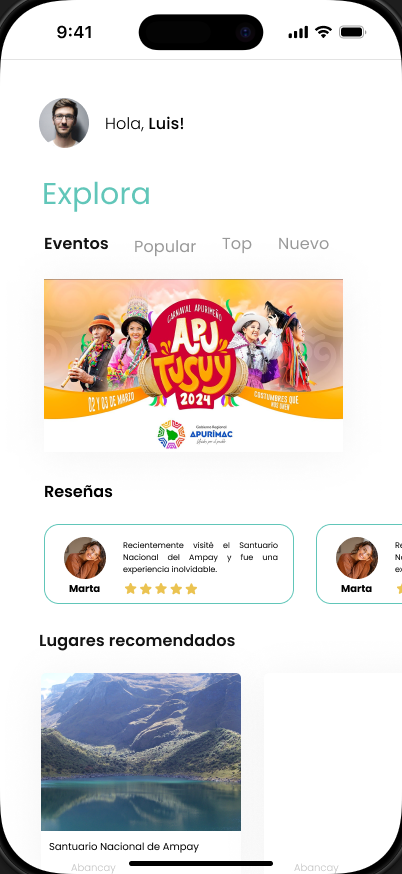 9:41
Hola, Luis!
Explora
Eventos Popular Top Nuevo
CARNAVAL APURIMEÑO
APU
TUSUY
2024
02 Y 03 DE MARZO
COSTUMBRES QUE
NOS UNEN
Gobierno Regional
APURÍMAC
Reseñas
Recientemente visité el Santuario
Nacional del Ampay y fue una
experiencia inolvidable.
Marta
Marta
Lugares recomendados
Santuario Nacional de Ampay
Abancay
Abancay